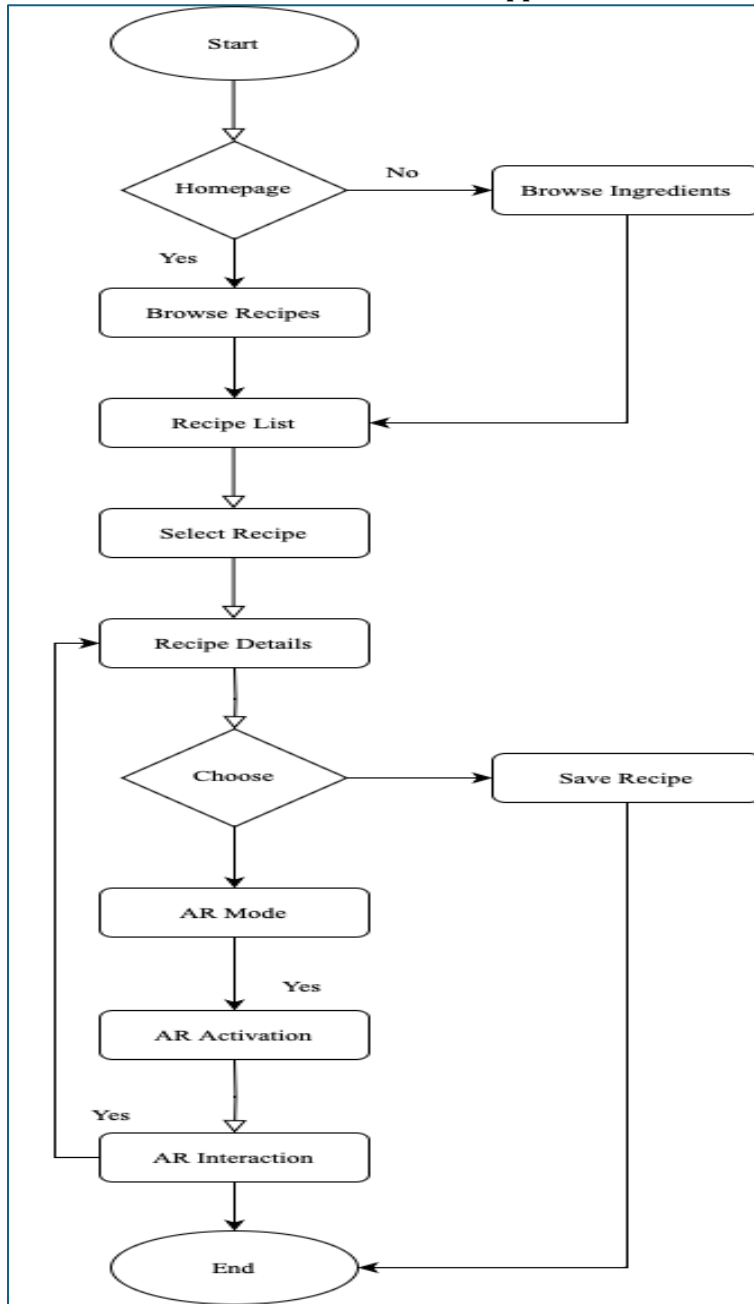 Start
Homepage
No
Browse Ingredients
Yes
Browse Recipes
Recipe List
Select Recipe
Recipe Details
Choose
Save Recipe
AR Mode
Yes
AR Activation
Yes
AR Interaction
End